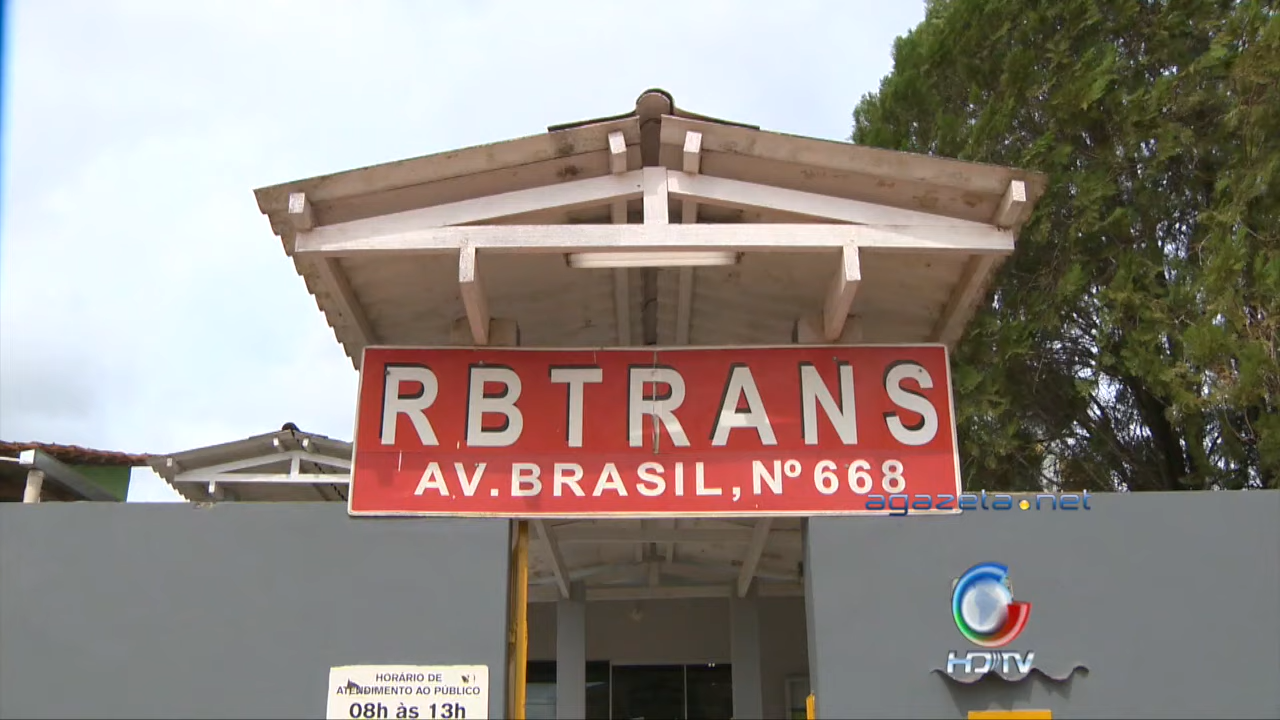 RBTRANS
AV.BRASIL, Nº 668
agazeta.net
HDTV
HORÁRIO DE
ATENDIMENTO AO PÚBLICO
08h às 13h